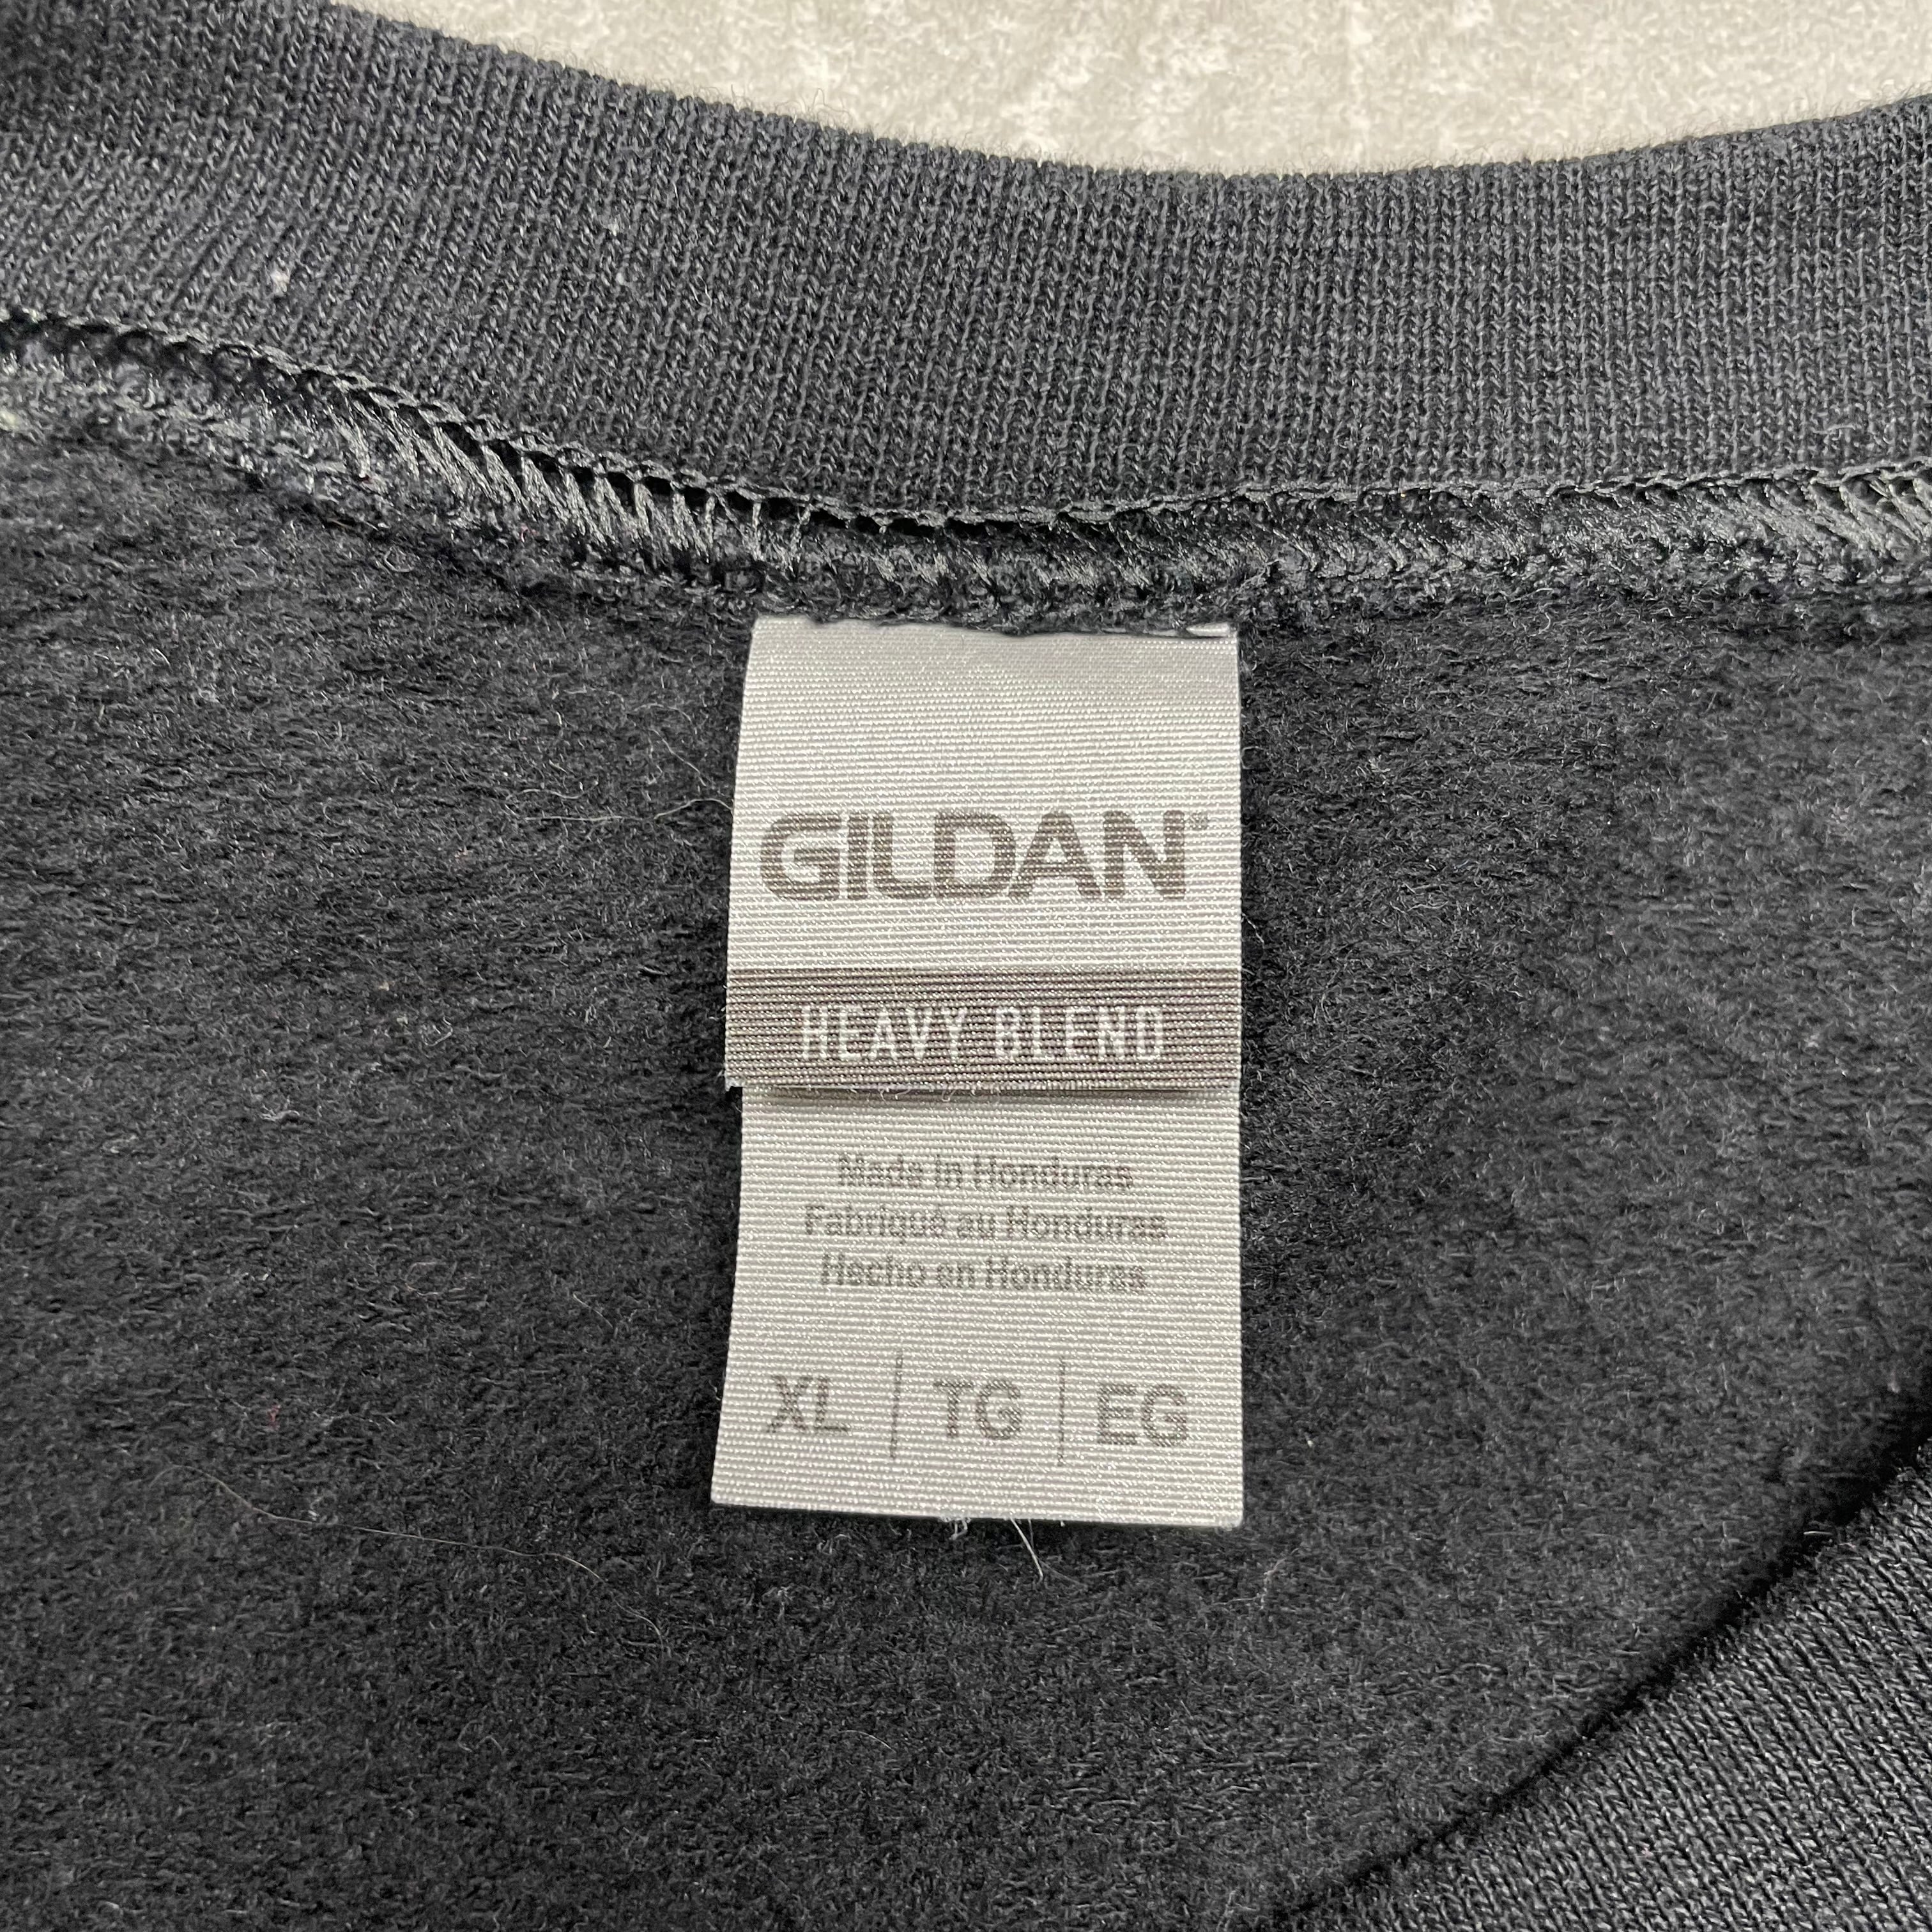 GILDAN®
HEAVY BLEND
Made in Honduras
Fabriqué au Honduras
Hecho en Honduras
XL | TG | EG